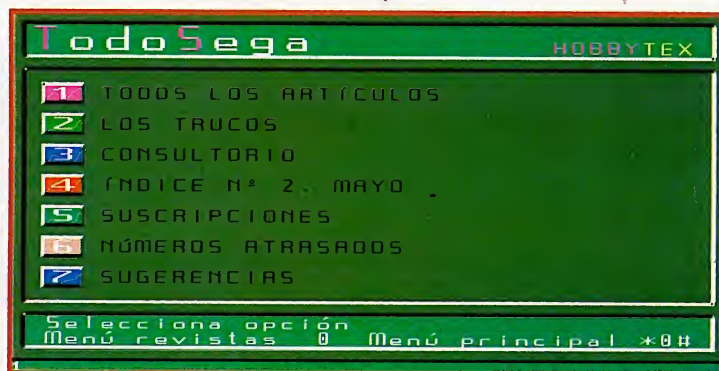 TodoSega
HOBBYTEX
1 TODOS LOS ARTÍCULOS
2 LOS TRUCOS
3 CONSULTORIO
4 ÍNDICE Nº 2. MAYO
5 SUSCRIPCIONES
6 NÚMEROS ATRASADOS
7 SUGERENCIAS
Selecciona opción
Menú revistas 0 Menú principal *0#
1